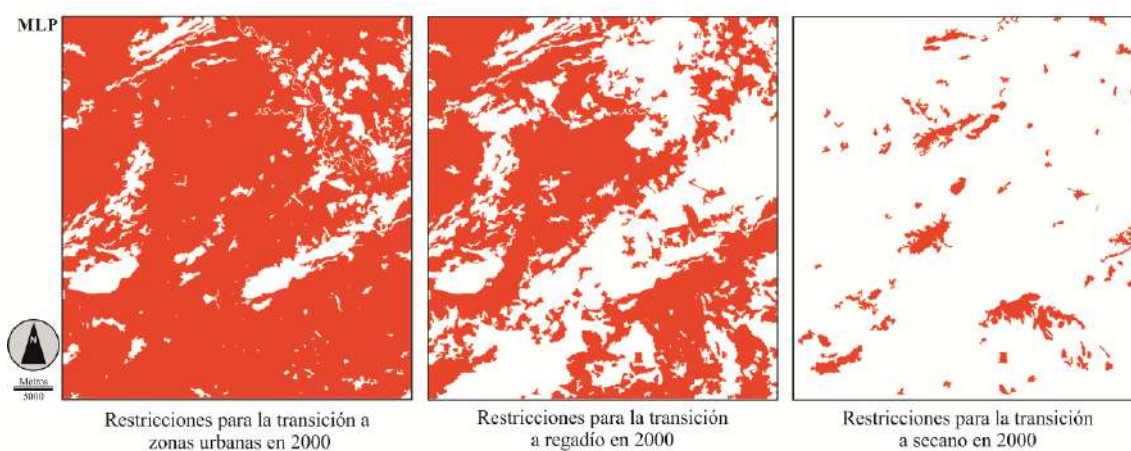 MLP
N
Metros
5000
Restricciones para la transición a
zonas urbanas en 2000
Restricciones para la transición
a regadío en 2000
Restricciones para la transición
a secano en 2000